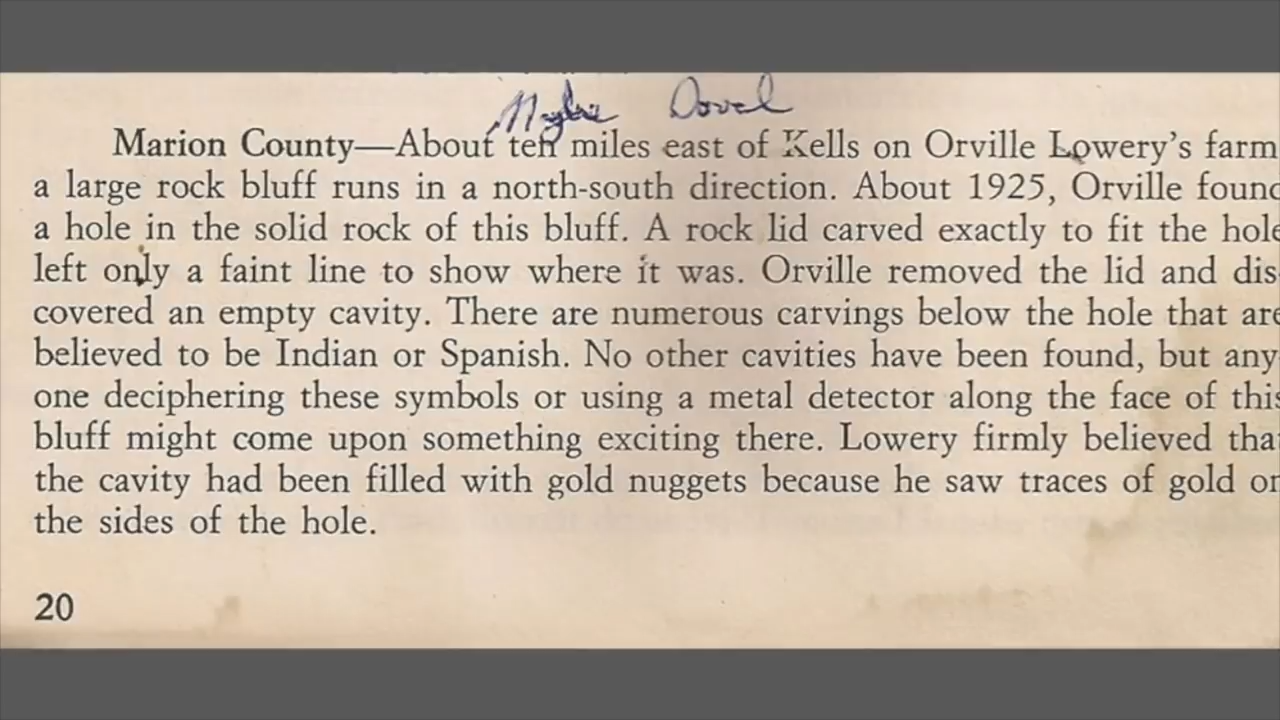 Marion County—About ten miles east of Kells on Orville Lowery's farm
a large rock bluff runs in a north-south direction. About 1925, Orville found
a hole in the solid rock of this bluff. A rock lid carved exactly to fit the hole
left only a faint line to show where it was. Orville removed the lid and dis
covered an empty cavity. There are numerous carvings below the hole that are
believed to be Indian or Spanish. No other cavities have been found, but any
one deciphering these symbols or using a metal detector along the face of this
bluff might come upon something exciting there. Lowery firmly believed that
the cavity had been filled with gold nuggets because he saw traces of gold on
the sides of the hole.
20